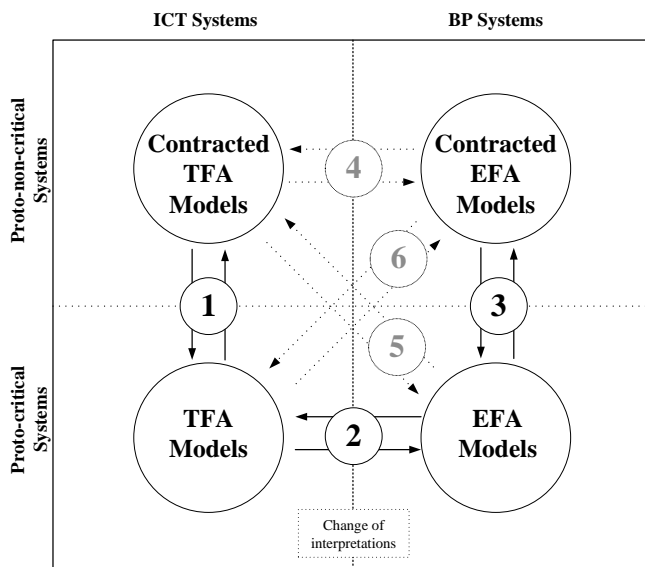 ICT Systems
BP Systems
Proto-non-critical
Systems
Contracted
TFA
Models
4
Contracted
EFA
Models
6
1
3
5
Proto-critical
Systems
TFA
Models
2
EFA
Models
Change of
interpretations